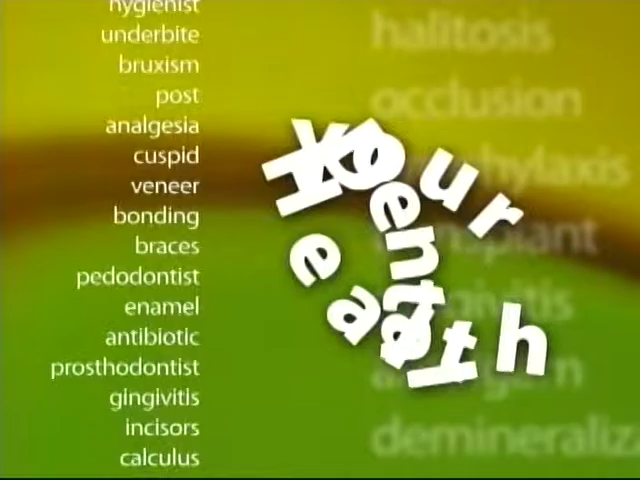 hygienist
underbite
bruxism
post
analgesia
cuspid
veneer
bonding
braces
pedodontist
enamel
antibiotic
prosthodontist
gingivitis
incisors
calculus
Your
Dental
Health
halitosis
occlusion
givitis
demineraliz